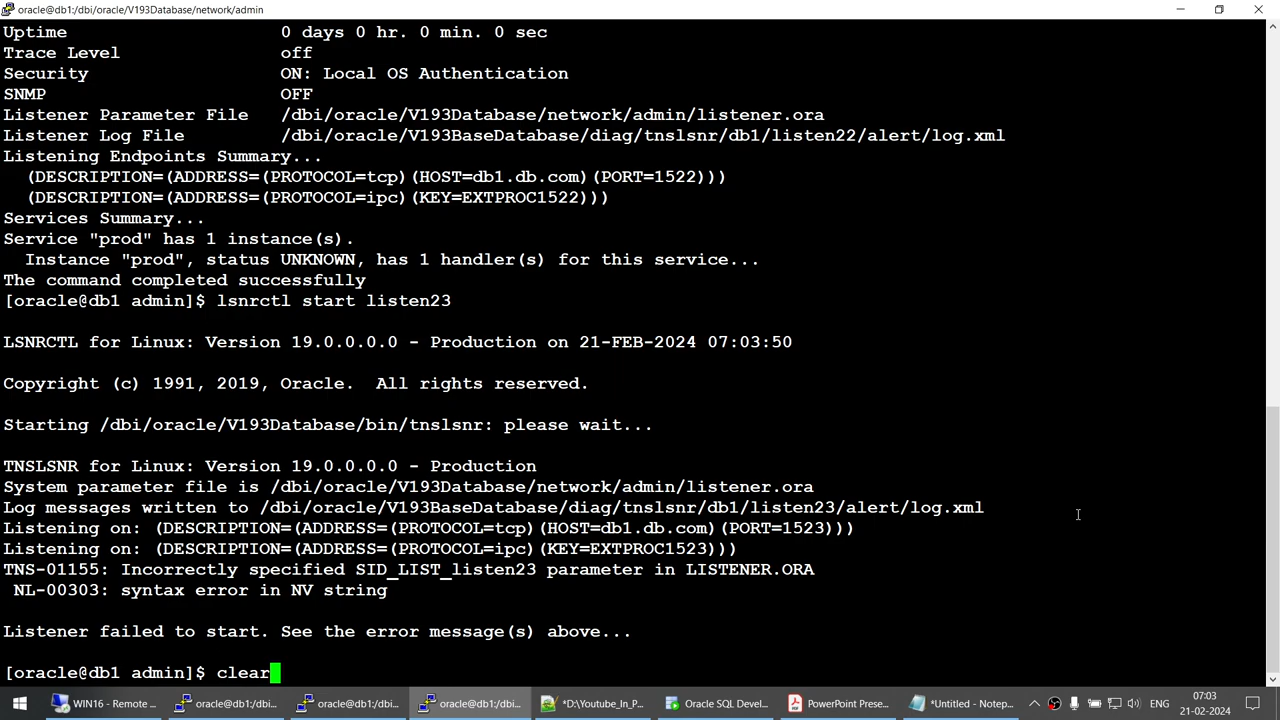 oracle@db1:/dbi/oracle/V193Database/network/admin
Uptime 0 days 0 hr. 0 min. 0 sec
Trace Level off
Security ON: Local OS Authentication
SNMP OFF
Listener Parameter File /dbi/oracle/V193Database/network/admin/listener.ora
Listener Log File /dbi/oracle/V193BaseDatabase/diag/tnslsnr/db1/listen22/alert/log.xml
Listening Endpoints Summary...
(DESCRIPTION=(ADDRESS=(PROTOCOL=tcp)(HOST=db1.db.com)(PORT=1522)))
(DESCRIPTION=(ADDRESS=(PROTOCOL=ipc)(KEY=EXTPROC1522)))
Services Summary...
Service "prod" has 1 instance(s).
Instance "prod", status UNKNOWN, has 1 handler(s) for this service...
The command completed successfully
[oracle@db1 admin]$ lsnrctl start listen23
LSNRCTL for Linux: Version 19.0.0.0.0 - Production on 21-FEB-2024 07:03:50
Copyright (c) 1991, 2019, Oracle. All rights reserved.
Starting /dbi/oracle/V193Database/bin/tnslsnr: please wait...
TNSLSNR for Linux: Version 19.0.0.0.0 - Production
System parameter file is /dbi/oracle/V193Database/network/admin/listener.ora
Log messages written to /dbi/oracle/V193BaseDatabase/diag/tnslsnr/db1/listen23/alert/log.xml
Listening on: (DESCRIPTION=(ADDRESS=(PROTOCOL=tcp)(HOST=db1.db.com)(PORT=1523)))
Listening on: (DESCRIPTION=(ADDRESS=(PROTOCOL=ipc)(KEY=EXTPROC1523)))
TNS-01155: Incorrectly specified SID_LIST_listen23 parameter in LISTENER.ORA
NL-00303: syntax error in NV string
Listener failed to start. See the error message(s) above...
[oracle@db1 admin]$ clear
WIN16 - Remote ... oracle@db1:/dbi... oracle@db1:/dbi... oracle@db1:/dbi... *D:\Youtube_In_P... Oracle SQL Devel... PowerPoint Prese... *Untitled - Notep... ENG 07:03
21-02-2024